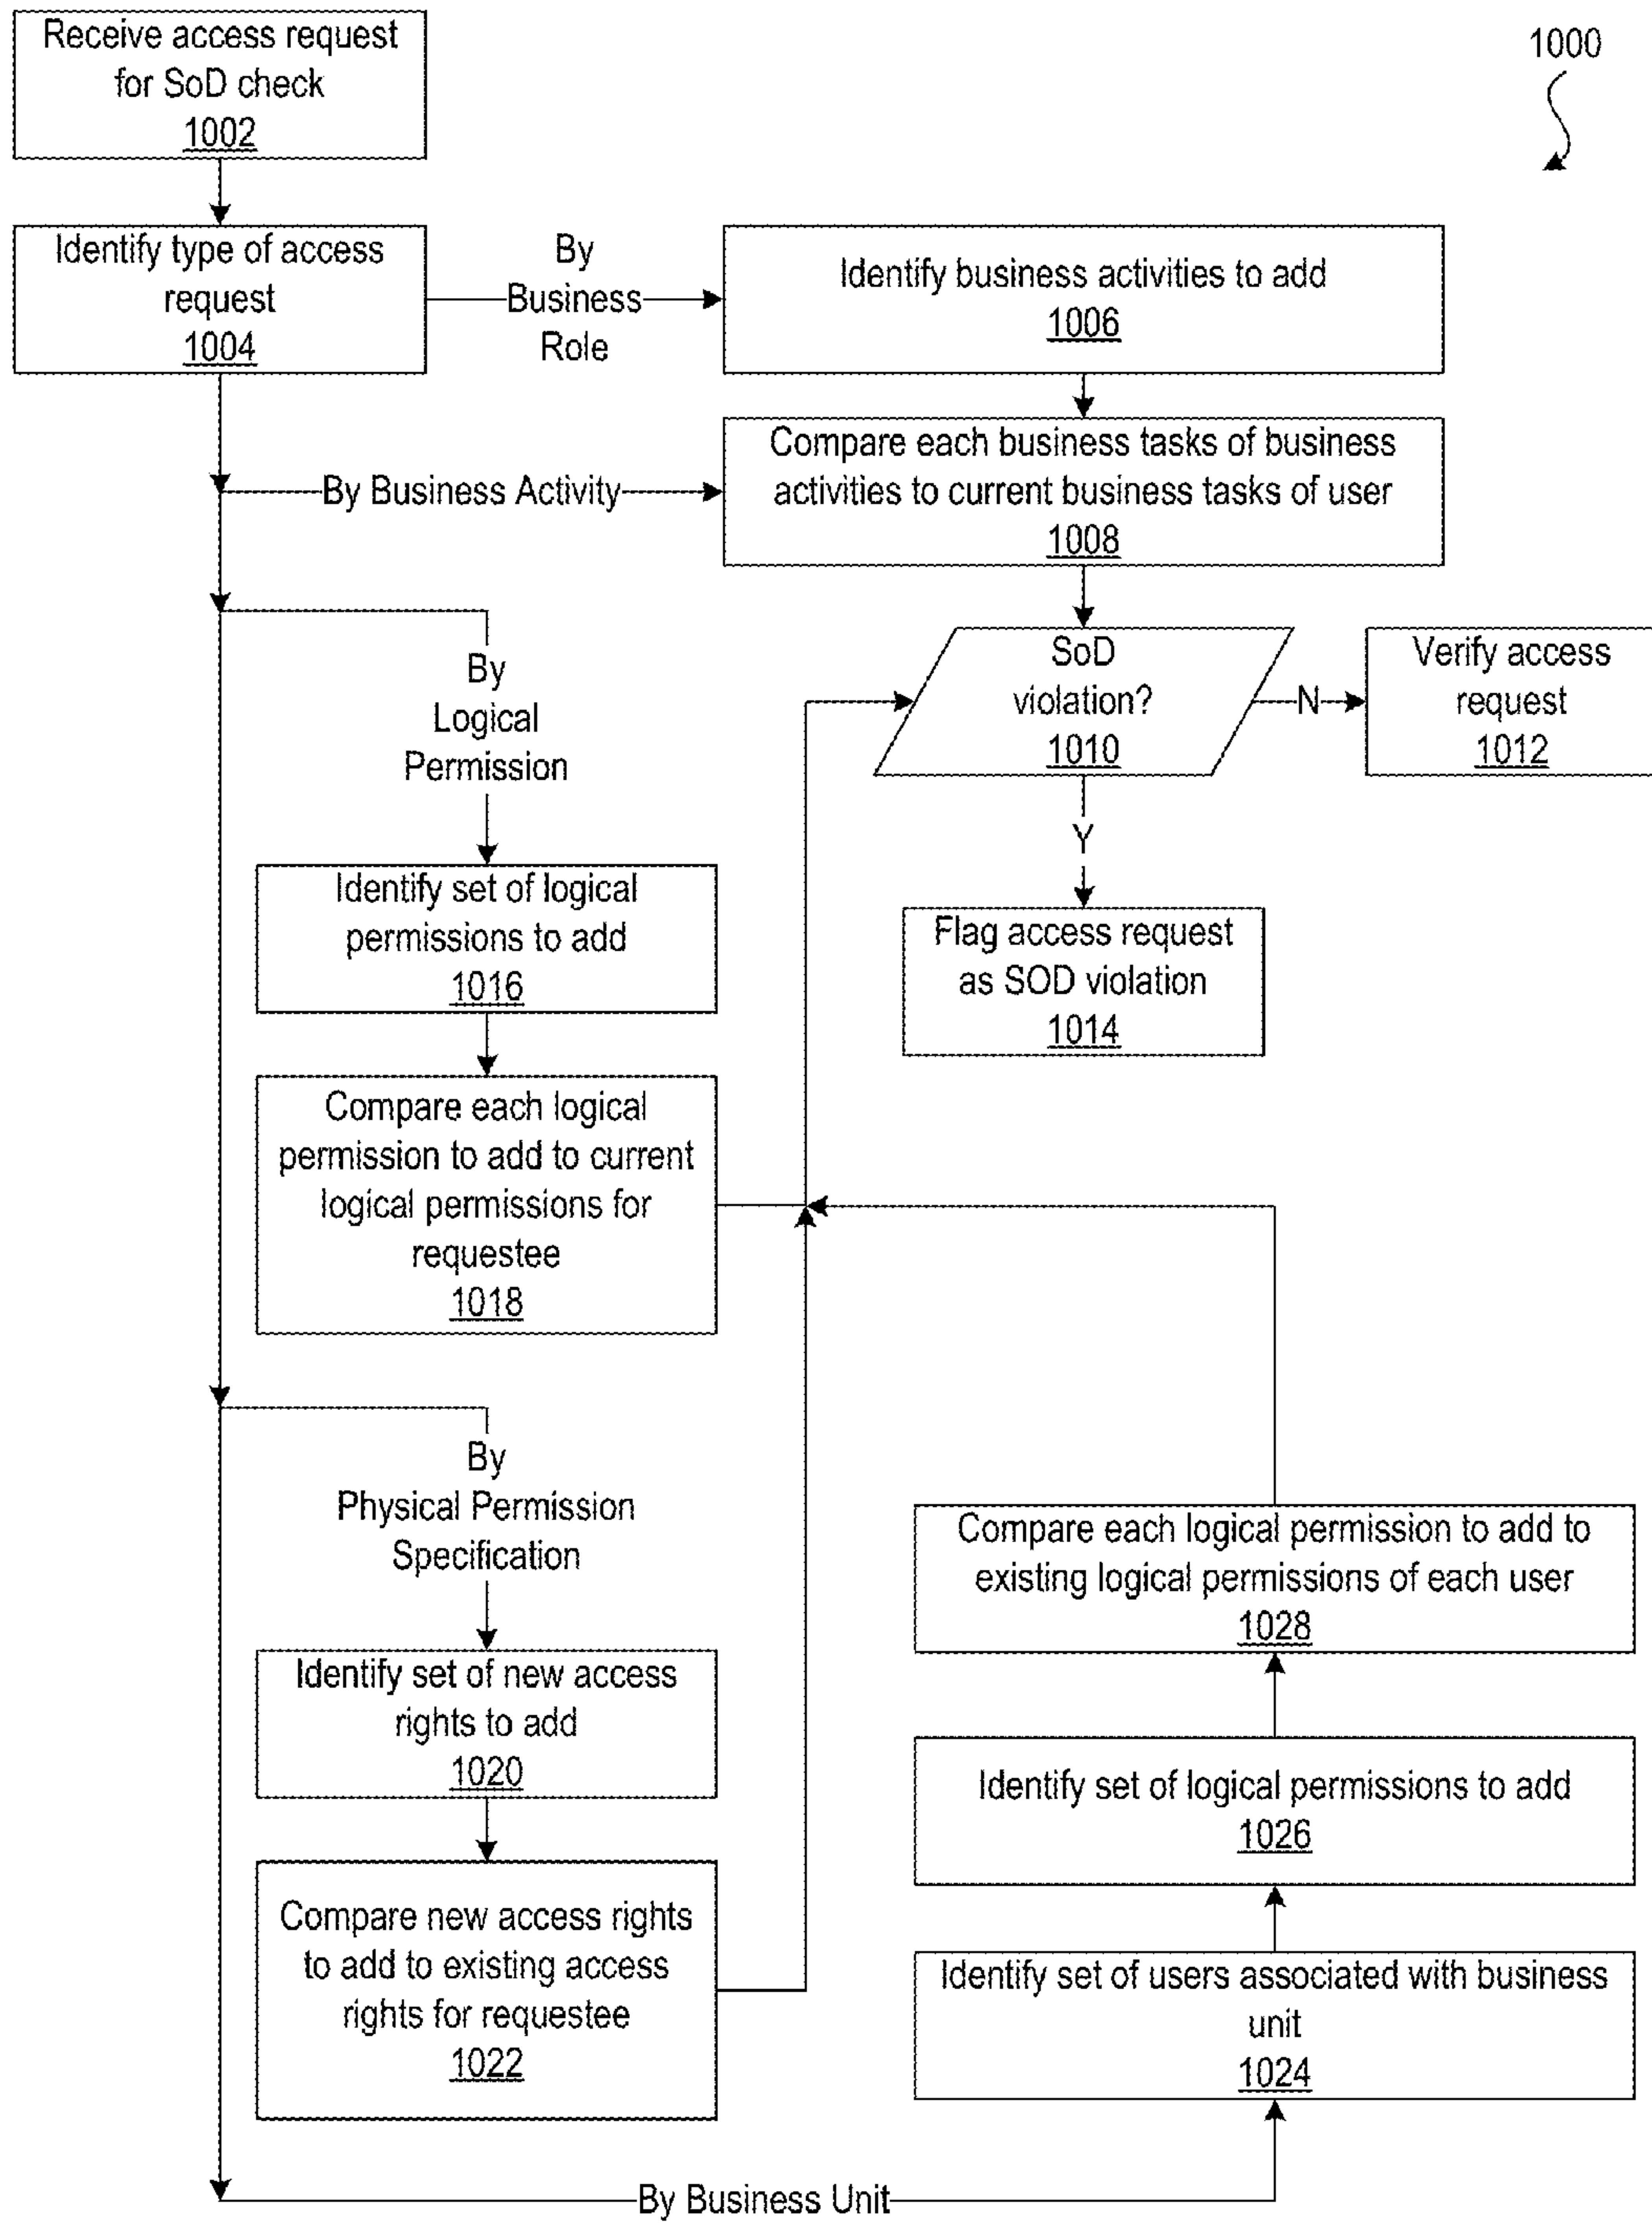 Receive access request
for SoD check
1002
1000
Identify type of access
request
1004
By
Business
Role
Identify business activities to add
1006
By Business Activity
Compare each business tasks of business
activities to current business tasks of user
1008
By
Logical
Permission
SoD
violation?
1010
N
Verify access
request
1012
Y
Flag access request
as SOD violation
1014
Identify set of logical
permissions to add
1016
Compare each logical
permission to add to current
logical permissions for
requestee
1018
By
Physical Permission
Specification
Identify set of new access
rights to add
1020
Compare new access rights
to add to existing access
rights for requestee
1022
Compare each logical permission to add to
existing logical permissions of each user
1028
Identify set of logical permissions to add
1026
Identify set of users associated with business
unit
1024
By Business Unit